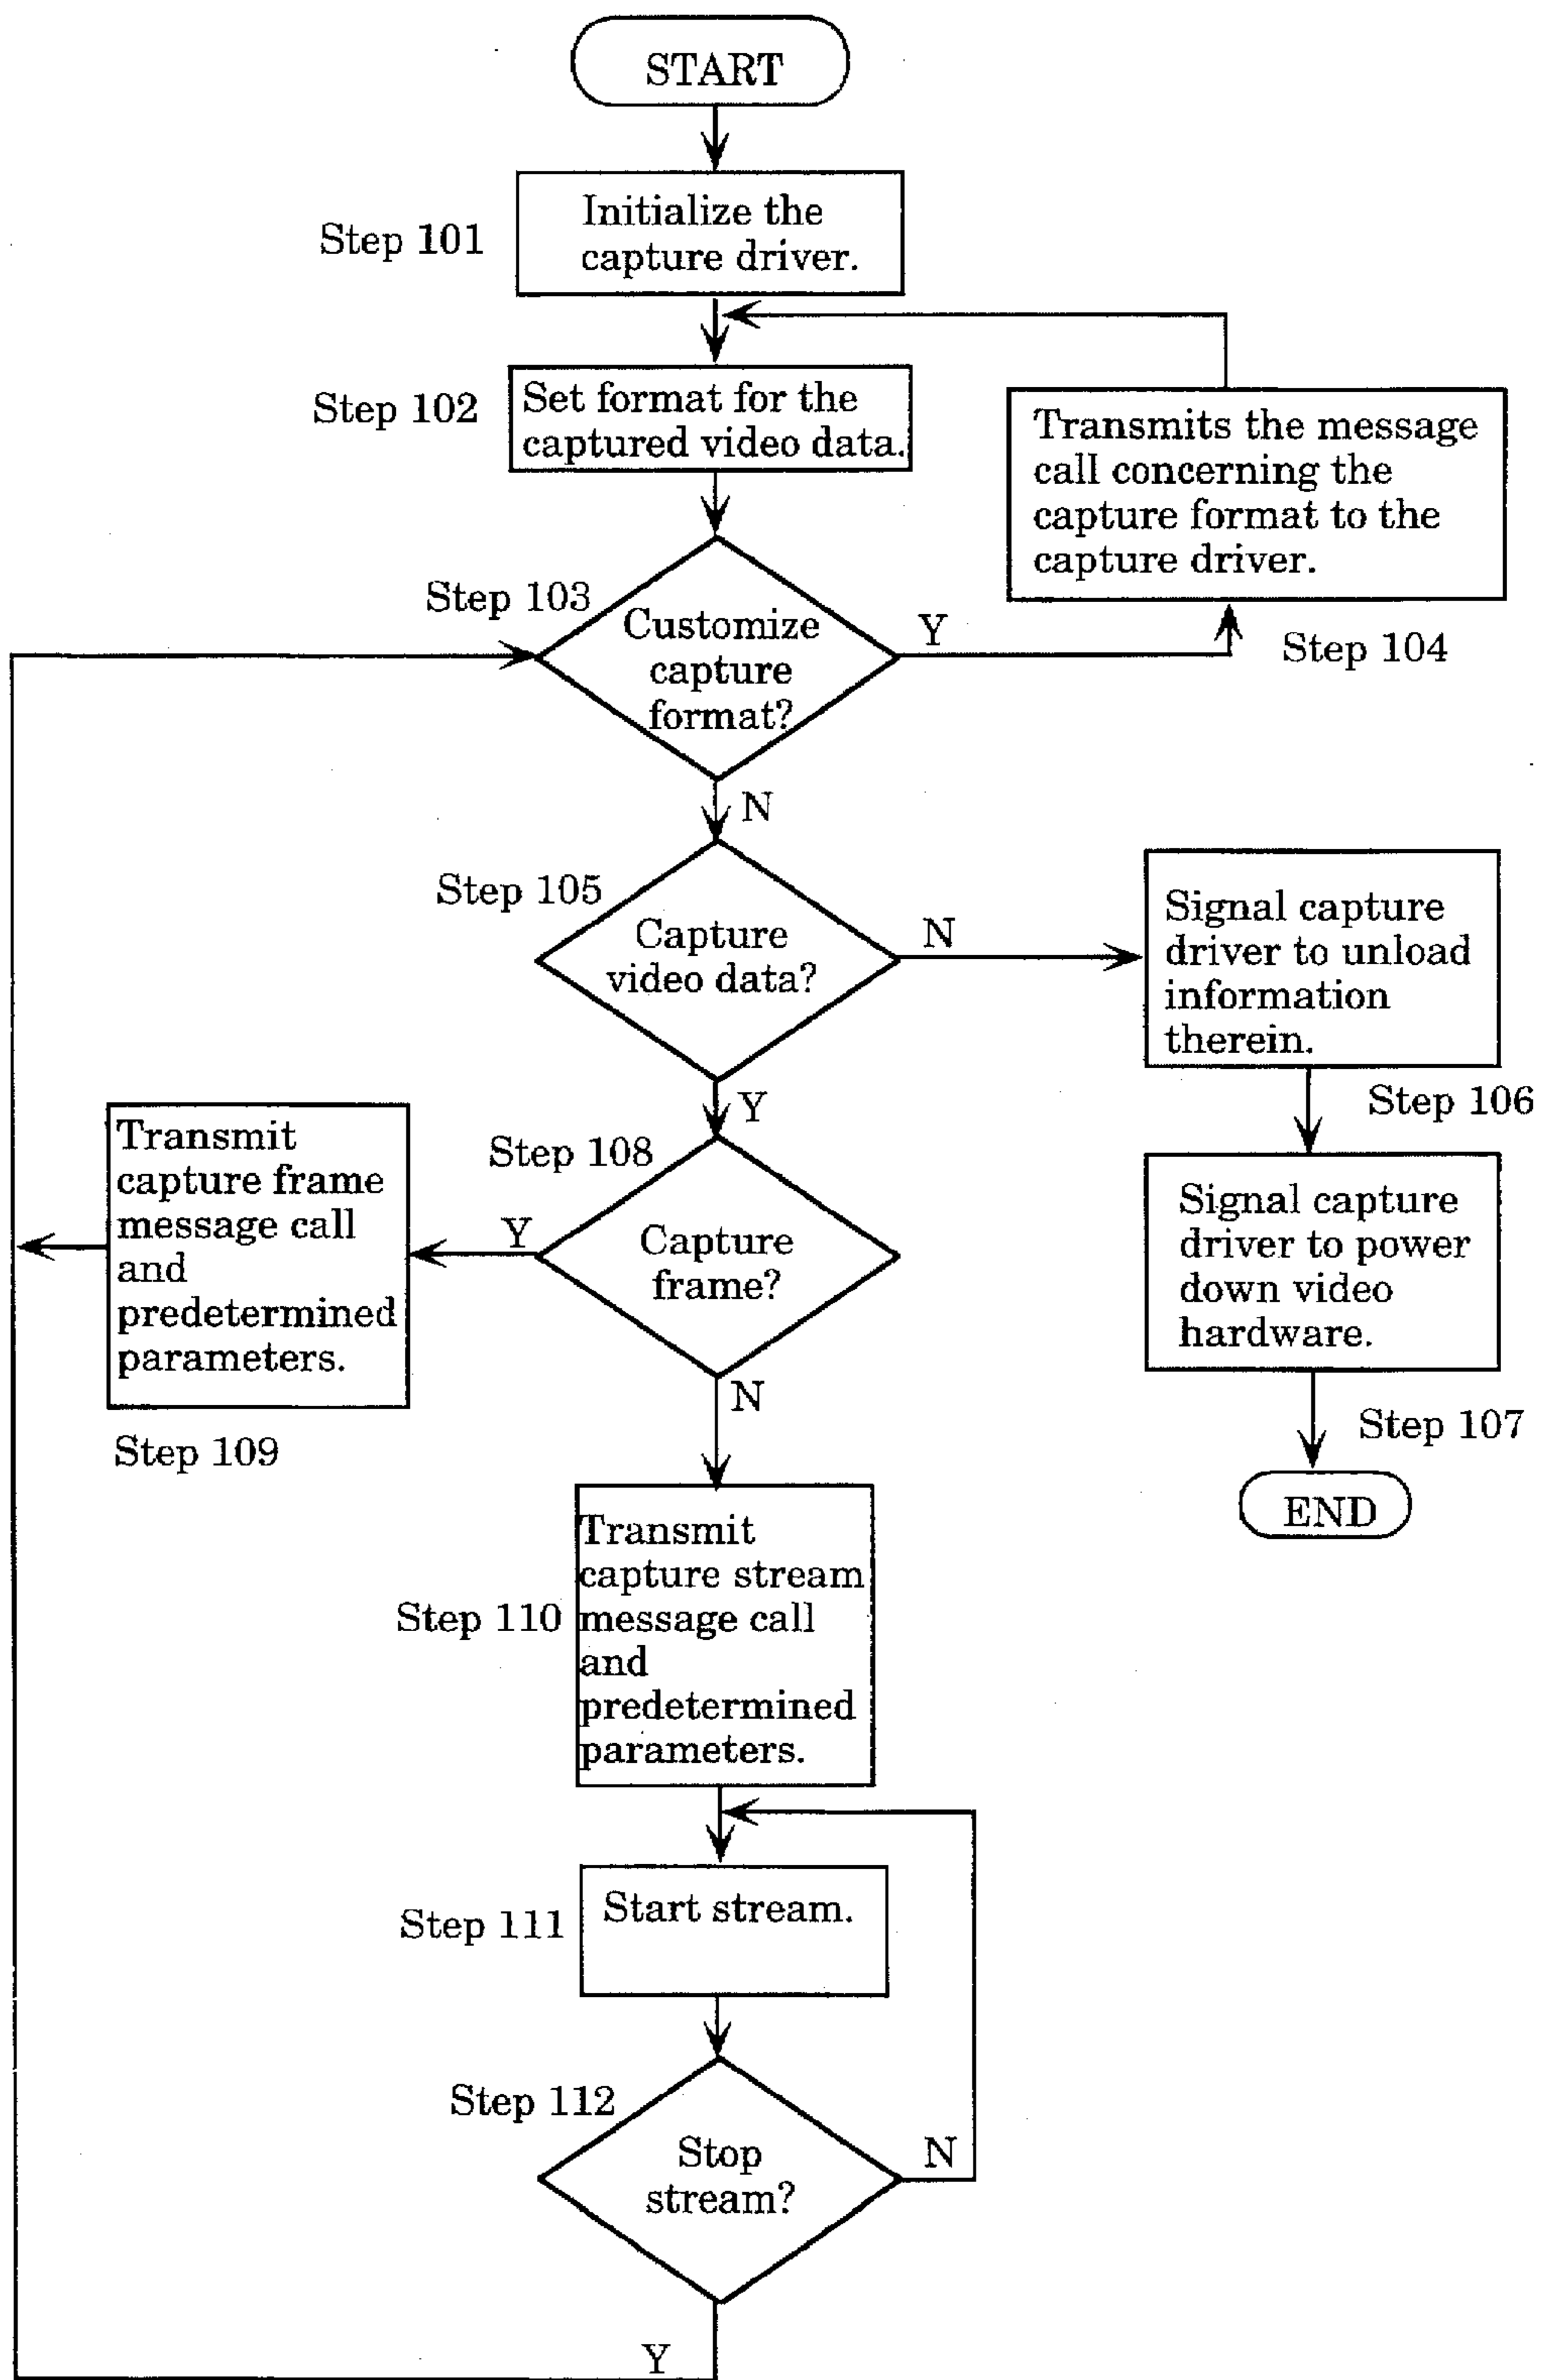 START
Step 101
Initialize the
capture driver.
Step 102
Set format for the
captured video data.
Transmits the message
call concerning the
capture format to the
capture driver.
Step 104
Step 103
Customize
capture
format?
Y
N
Step 105
Capture
video data?
N
Signal capture
driver to unload
information
therein.
Step 106
Y
Step 108
Capture
frame?
Y
Transmit
capture frame
message call
and
predetermined
parameters.
Step 109
Signal capture
driver to power
down video
hardware.
Step 107
END
N
Step 110
Transmit
capture stream
message call
and
predetermined
parameters.
Step 111
Start stream.
Step 112
Stop
stream?
N
Y